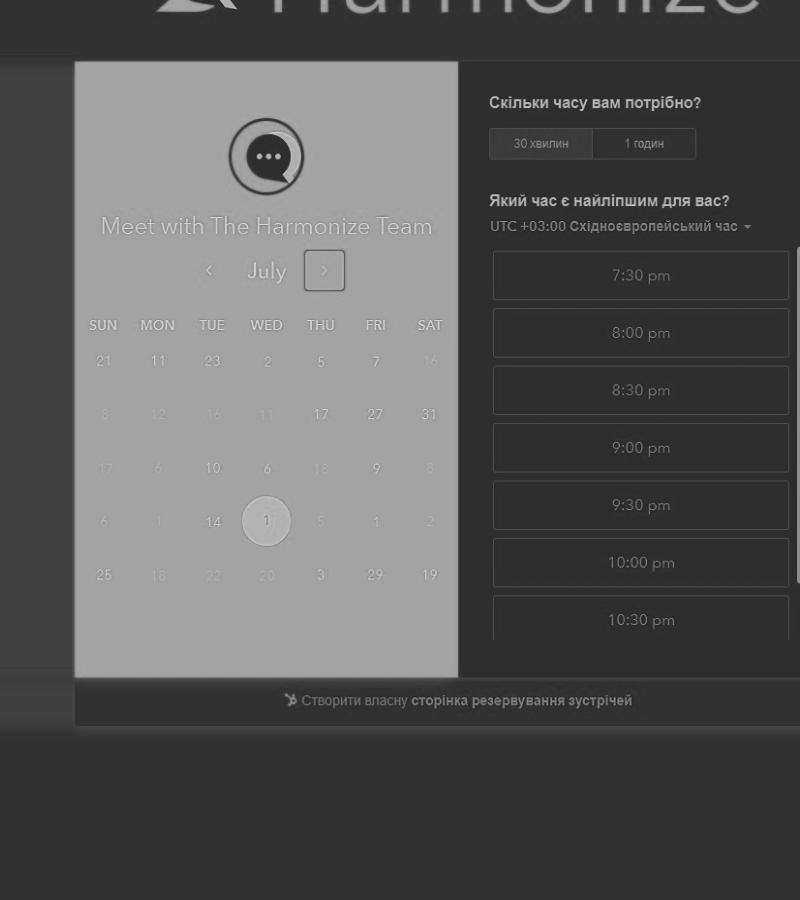 Harmonize
Meet with The Harmonize Team
July
SUN MON TUE WED THU FRI SAT
21 11 23 2 5 7 16
8 12 16 11 17 27 31
17 6 10 6 18 9 8
6 1 14 1 5 1 2
25 18 22 20 3 29 19
Скільки часу вам потрібно?
30 хвилин 1 годин
Який час є найліпшим для вас?
UTC +03:00 Східноєвропейський час
7:30 pm
8:00 pm
8:30 pm
9:00 pm
9:30 pm
10:00 pm
10:30 pm
Створити власну сторінка резервування зустрічей